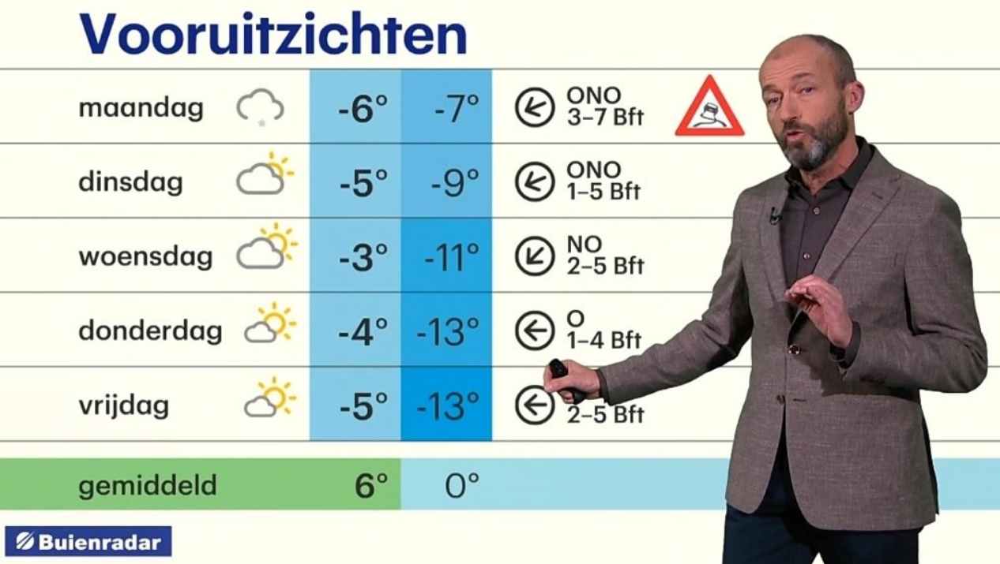 Vooruitzichten
maandag -6° -7° ONO
3-7 Bft
dinsdag -5° -9° ONO
1-5 Bft
woensdag -3° -11° NO
2-5 Bft
donderdag -4° -13° O
1-4 Bft
vrijdag -5° -13°
2-5 Bft
gemiddeld 6° 0°
Buienradar